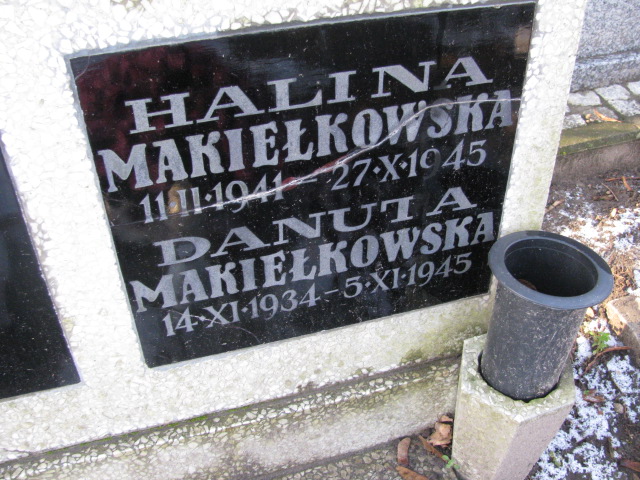 HALINA
MAKIEŁKOWSKA
11·II·1941 – 27·X·1945
DANUTA
MAKIEŁKOWSKA
14·XI·1934 – 5·XI·1945